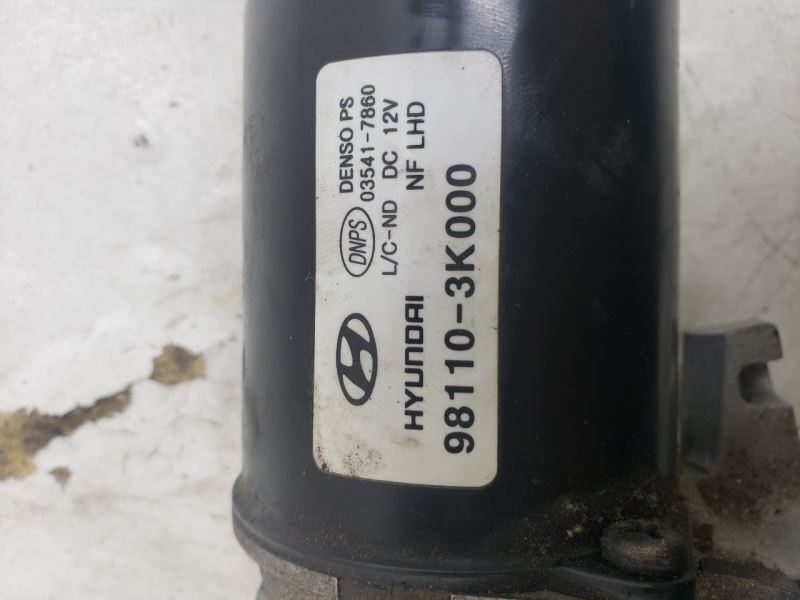 DENSO PS
DNPS 03541-7860
L/C-ND DC 12V
HYUNDAI NF LHD
98110-3K000